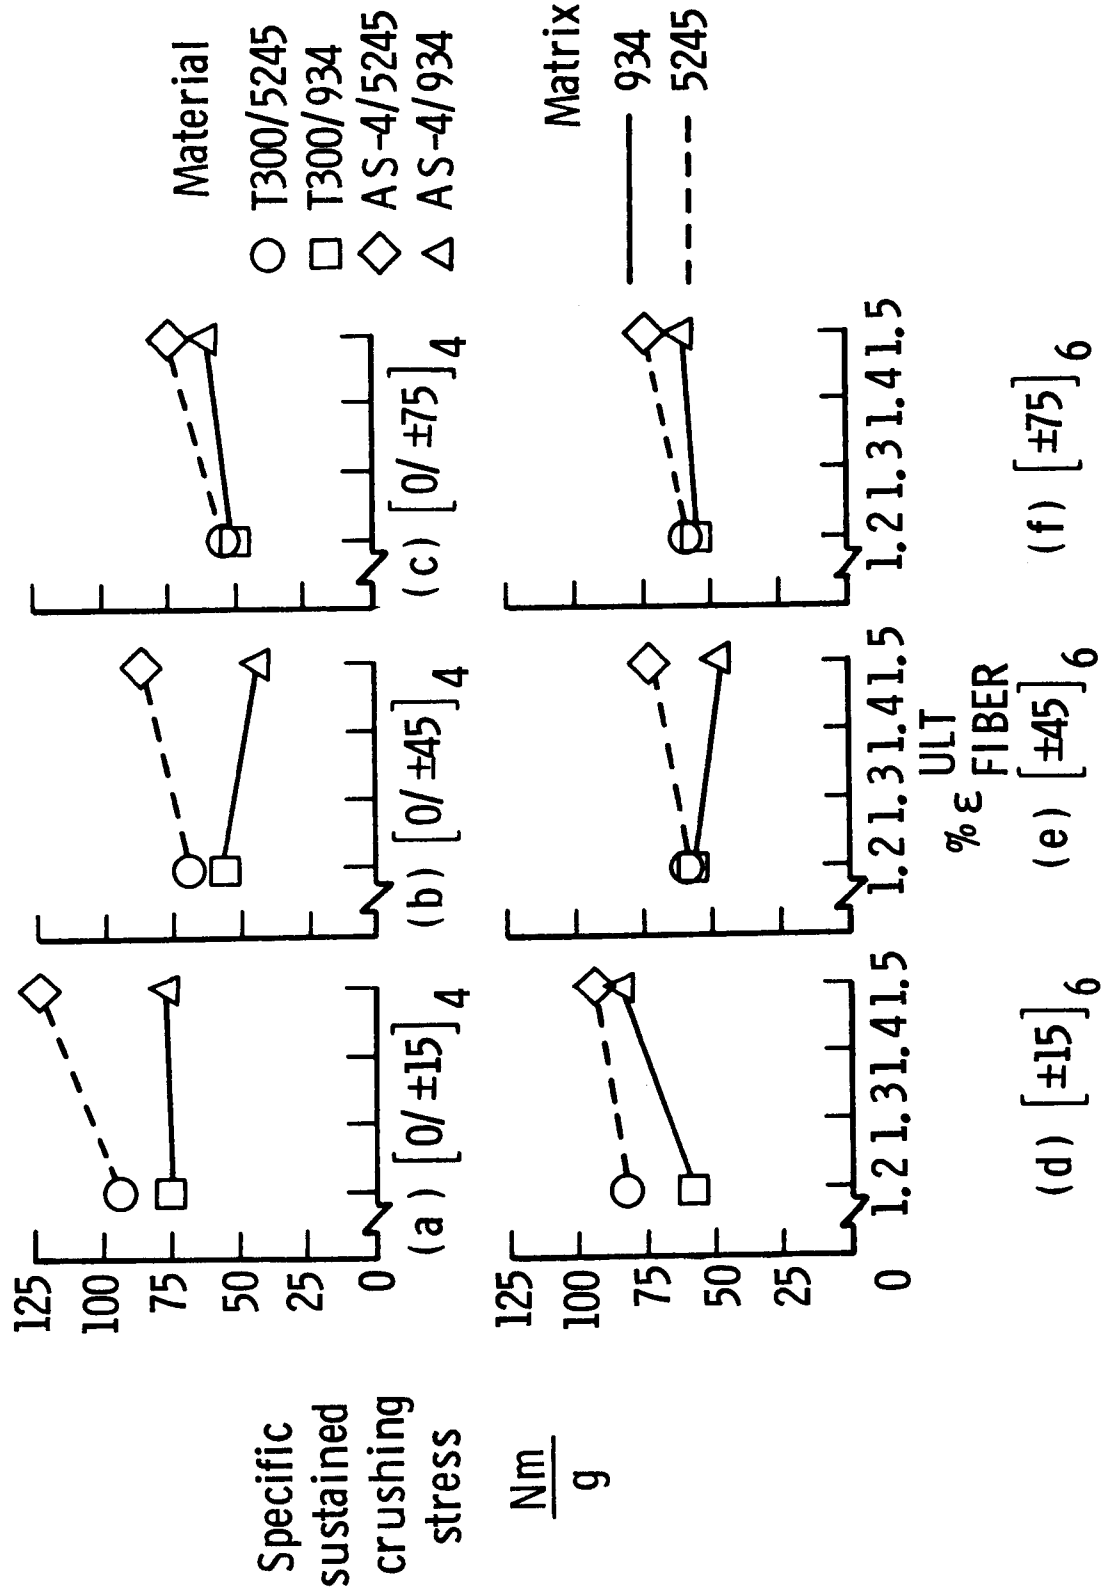 Specific
sustained
crushing
stress
Nm
g
125
100
75
50
25
0
(a) [0/±15]4
(b) [0/±45]4
(c) [0/±75]4
Material
T300/5245
T300/934
AS-4/5245
AS-4/934
125
100
75
50
25
0
1.2 1.3 1.4 1.5
1.2 1.3 1.4 1.5
1.2 1.3 1.4 1.5
Matrix
934
5245
% ε ULT
FIBER
(d) [±15]6
(e) [±45]6
(f) [±75]6